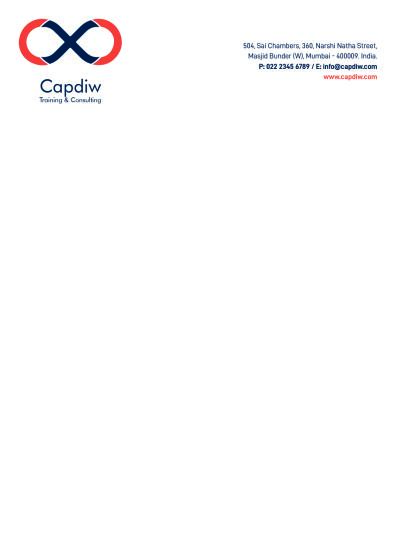 Capdiw
Training & Consulting
504, Sai Chambers, 360, Narshi Natha Street,
Masjid Bunder (W), Mumbai - 400009. India.
P: 022 2345 6789 / E: info@capdiw.com
www.capdiw.com